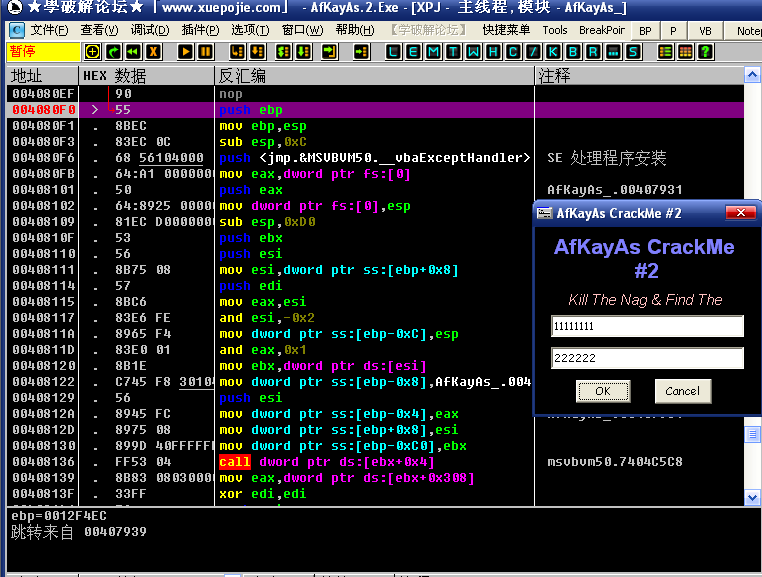 ★學破解论坛★「www.xuepojie.com」 - AfKayAs.2.Exe - [XPJ - 主线程,模块 - AfKayAs_]
C 文件(F) 查看(V) 调试(D) 插件(P) 选项(T) 窗口(W) 帮助(H) 【学破解论坛】 快捷菜单 Tools BreakPoir BP P VB Notep
暂停 L E M T W H C / K B R ... S ?
地址 HEX 数据 反汇编 注释
004080EF 90 nop
004080F0 > 55 push ebp
004080F1 . 8BEC mov ebp,esp
004080F3 . 83EC 0C sub esp,0xC
004080F6 . 68 56104000 push <jmp.&MSVBVM50.__vbaExceptHandler> SE 处理程序安装
004080FB . 64:A1 0000000 mov eax,dword ptr fs:[0]
00408101 . 50 push eax AfKayAs_.00407931
00408102 . 64:8925 00000 mov dword ptr fs:[0],esp
00408109 . 81EC D000000 sub esp,0xD0
0040810F . 53 push ebx
00408110 . 56 push esi
00408111 . 8B75 08 mov esi,dword ptr ss:[ebp+0x8]
00408114 . 57 push edi
00408115 . 8BC6 mov eax,esi
00408117 . 83E6 FE and esi,-0x2
0040811A . 8965 F4 mov dword ptr ss:[ebp-0xC],esp
0040811D . 83E0 01 and eax,0x1
00408120 . 8B1E mov ebx,dword ptr ds:[esi]
00408122 . C745 F8 30104 mov dword ptr ss:[ebp-0x8],AfKayAs_.004
00408129 . 56 push esi
0040812A . 8945 FC mov dword ptr ss:[ebp-0x4],eax
0040812D . 8975 08 mov dword ptr ss:[ebp+0x8],esi
00408130 . 899D 40FFFFFI mov dword ptr ss:[ebp-0xC0],ebx
00408136 . FF53 04 call dword ptr ds:[ebx+0x4] msvbvm50.7404C5C8
00408139 . 8B83 08030000 mov eax,dword ptr ds:[ebx+0x308]
0040813F . 33FF xor edi,edi
ebp=0012F4EC
跳转来自 00407939
AfKayAs CrackMe #2
AfKayAs CrackMe
#2
Kill The Nag & Find The
11111111
222222
OK Cancel